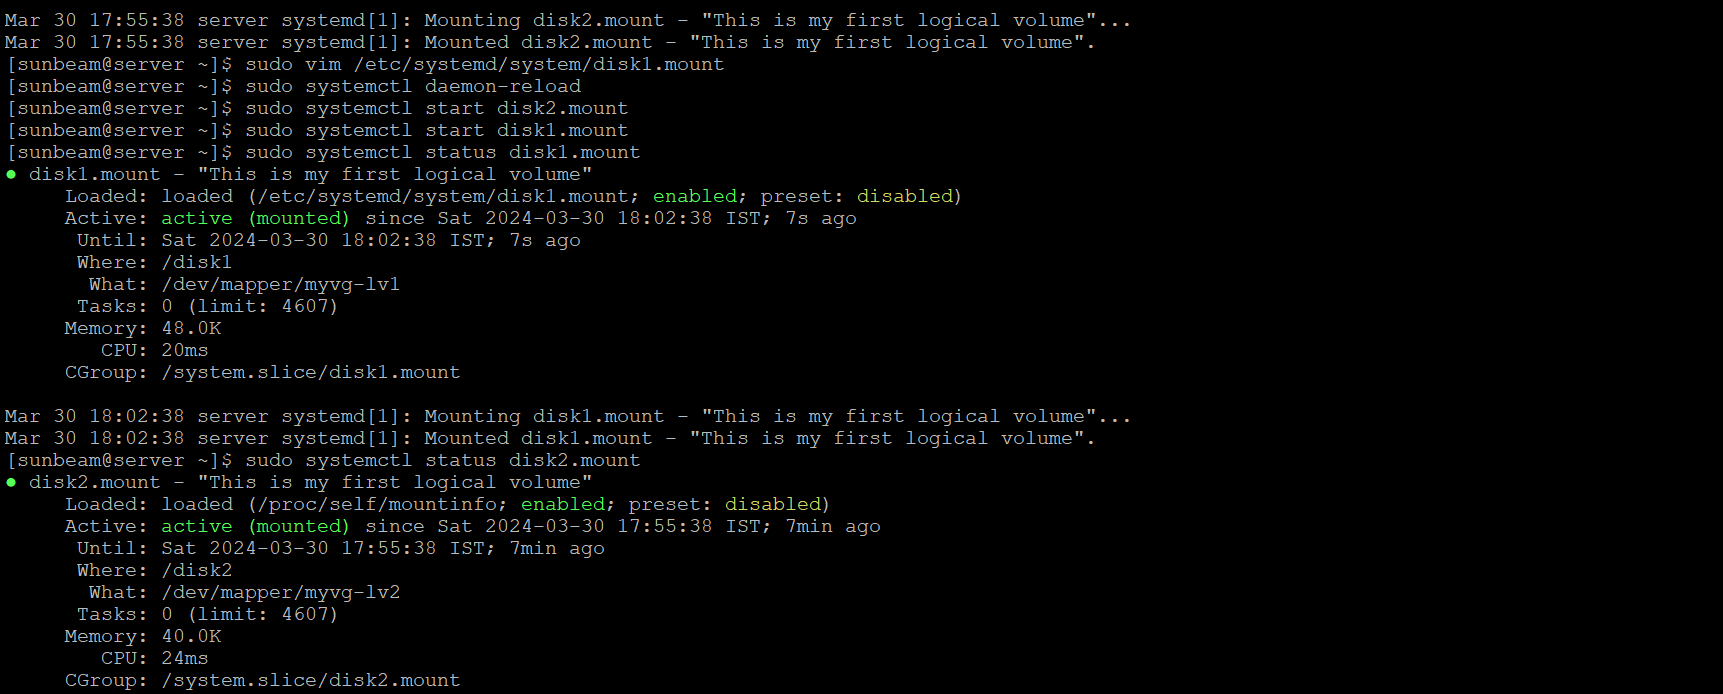 Mar 30 17:55:38 server systemd[1]: Mounting disk2.mount - "This is my first logical volume"...
Mar 30 17:55:38 server systemd[1]: Mounted disk2.mount - "This is my first logical volume".
[sunbeam@server ~]$ sudo vim /etc/systemd/system/disk1.mount
[sunbeam@server ~]$ sudo systemctl daemon-reload
[sunbeam@server ~]$ sudo systemctl start disk2.mount
[sunbeam@server ~]$ sudo systemctl start disk1.mount
[sunbeam@server ~]$ sudo systemctl status disk1.mount
● disk1.mount - "This is my first logical volume"
     Loaded: loaded (/etc/systemd/system/disk1.mount; enabled; preset: disabled)
     Active: active (mounted) since Sat 2024-03-30 18:02:38 IST; 7s ago
      Until: Sat 2024-03-30 18:02:38 IST; 7s ago
      Where: /disk1
       What: /dev/mapper/myvg-lv1
      Tasks: 0 (limit: 4607)
     Memory: 48.0K
        CPU: 20ms
     CGroup: /system.slice/disk1.mount
Mar 30 18:02:38 server systemd[1]: Mounting disk1.mount - "This is my first logical volume"...
Mar 30 18:02:38 server systemd[1]: Mounted disk1.mount - "This is my first logical volume".
[sunbeam@server ~]$ sudo systemctl status disk2.mount
● disk2.mount - "This is my first logical volume"
     Loaded: loaded (/proc/self/mountinfo; enabled; preset: disabled)
     Active: active (mounted) since Sat 2024-03-30 17:55:38 IST; 7min ago
      Until: Sat 2024-03-30 17:55:38 IST; 7min ago
      Where: /disk2
       What: /dev/mapper/myvg-lv2
      Tasks: 0 (limit: 4607)
     Memory: 40.0K
        CPU: 24ms
     CGroup: /system.slice/disk2.mount